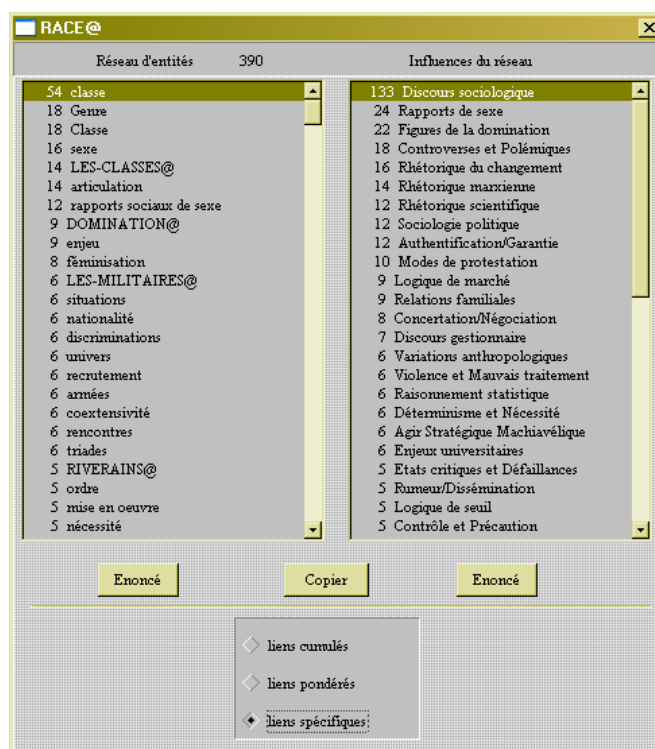 RACE@
Réseau d'entités 390 Influences du réseau
54 classe
18 Genre
18 Classe
16 sexe
14 LES-CLASSES@
14 articulation
12 rapports sociaux de sexe
9 DOMINATION@
9 enjeu
8 féminisation
6 LES-MILITAIRES@
6 situations
6 nationalité
6 discriminations
6 univers
6 recrutement
6 armées
6 coextensivité
6 rencontres
6 triades
5 RIVERAINS@
5 ordre
5 mise en oeuvre
5 nécessité
133 Discours sociologique
24 Rapports de sexe
22 Figures de la domination
18 Controverses et Polémiques
16 Rhétorique du changement
14 Rhétorique marxienne
12 Rhétorique scientifique
12 Sociologie politique
12 Authentification/Garantie
10 Modes de protestation
9 Logique de marché
9 Relations familiales
8 Concertation/Négociation
7 Discours gestionnaire
6 Variations anthropologiques
6 Violence et Mauvais traitement
6 Raisonnement statistique
6 Déterminisme et Nécessité
6 Agir Stratégique Machiavélique
6 Enjeux universitaires
5 Etats critiques et Défaillances
5 Rumeur/Dissémination
5 Logique de seuil
5 Contrôle et Précaution
Enoncé Copier Enoncé
liens cumulés
liens pondérés
liens spécifiques